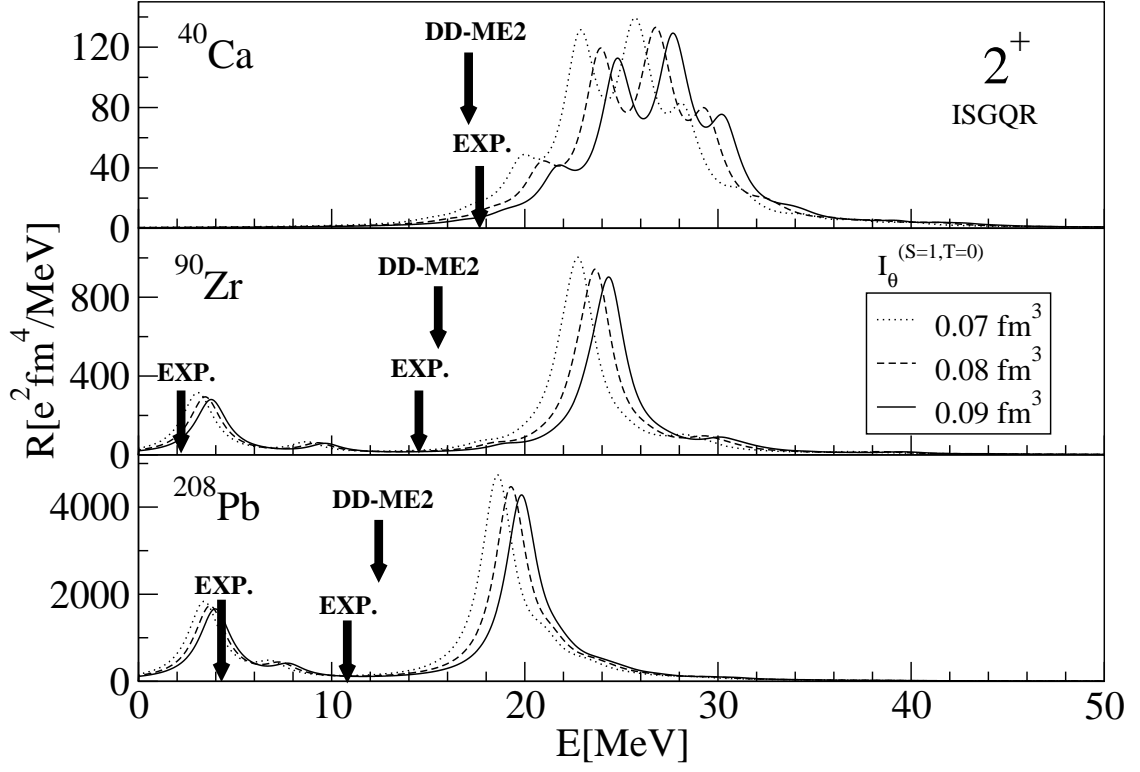 ⁴⁰Ca
DD-ME2
EXP.
2⁺
ISGQR
120
80
40
0
⁹⁰Zr
DD-ME2
EXP.
EXP.
I_θ^(S=1,T=0)
0.07 fm³
0.08 fm³
0.09 fm³
800
400
0
R[e²fm⁴/MeV]
²⁰⁸Pb
DD-ME2
EXP.
EXP.
4000
2000
0
0 10 20 30 40 50
E[MeV]